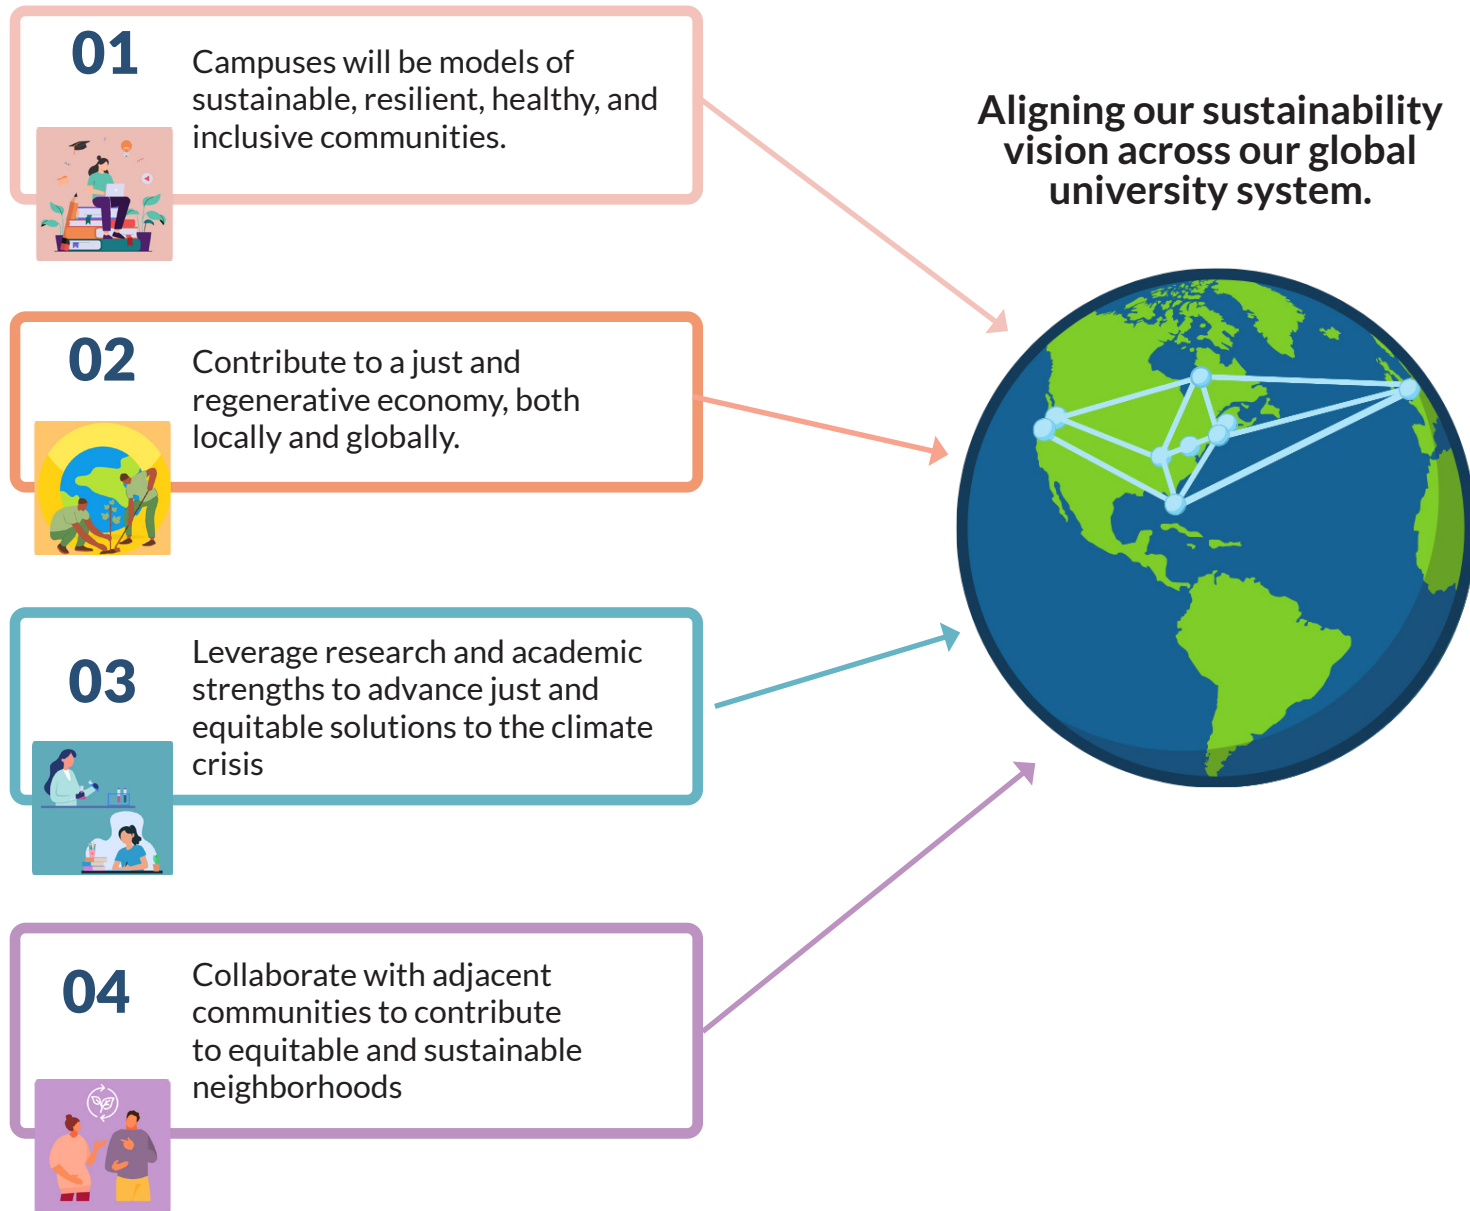 01
Campuses will be models of
sustainable, resilient, healthy, and
inclusive communities.
Aligning our sustainability
vision across our global
university system.
02
Contribute to a just and
regenerative economy, both
locally and globally.
03
Leverage research and academic
strengths to advance just and
equitable solutions to the climate
crisis
04
Collaborate with adjacent
communities to contribute
to equitable and sustainable
neighborhoods